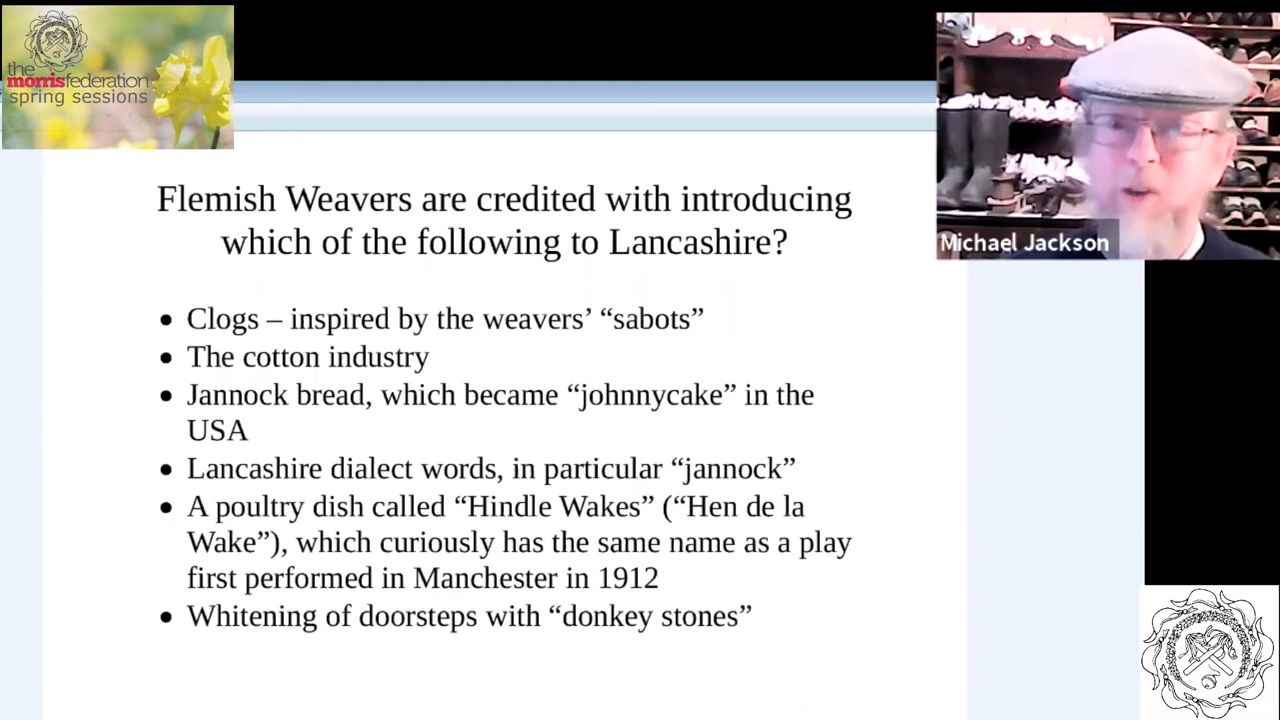 the
morrisfederation
spring sessions
Michael Jackson
Flemish Weavers are credited with introducing
which of the following to Lancashire?
• Clogs – inspired by the weavers’ “sabots”
• The cotton industry
• Jannock bread, which became “johnnycake” in the
USA
• Lancashire dialect words, in particular “jannock”
• A poultry dish called “Hindle Wakes” (“Hen de la
Wake”), which curiously has the same name as a play
first performed in Manchester in 1912
• Whitening of doorsteps with “donkey stones”